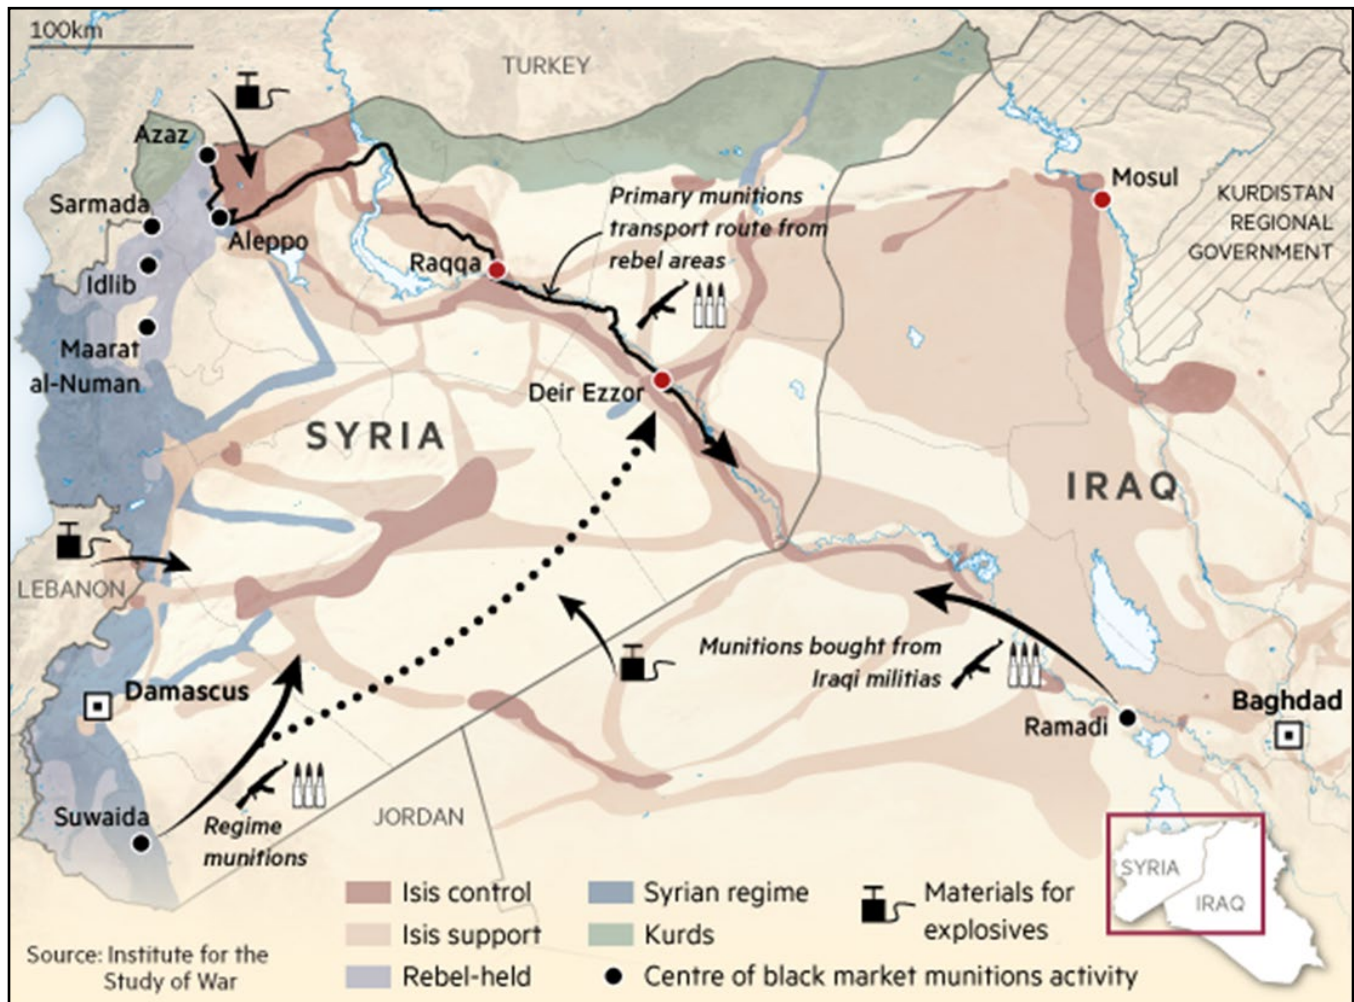 100km
TURKEY
Azaz
Sarmada
Aleppo
Idlib
Maarat
al-Numan
Raqqa
Primary munitions
transport route from
rebel areas
Mosul
KURDISTAN
REGIONAL
GOVERNMENT
Deir Ezzor
SYRIA
IRAQ
LEBANON
Damascus
Munitions bought from
Iraqi militias
Ramadi
Baghdad
Suwaida
Regime
munitions
JORDAN
Isis control
Isis support
Rebel-held
Syrian regime
Kurds
Centre of black market munitions activity
Materials for
explosives
SYRIA
IRAQ
Source: Institute for the
Study of War